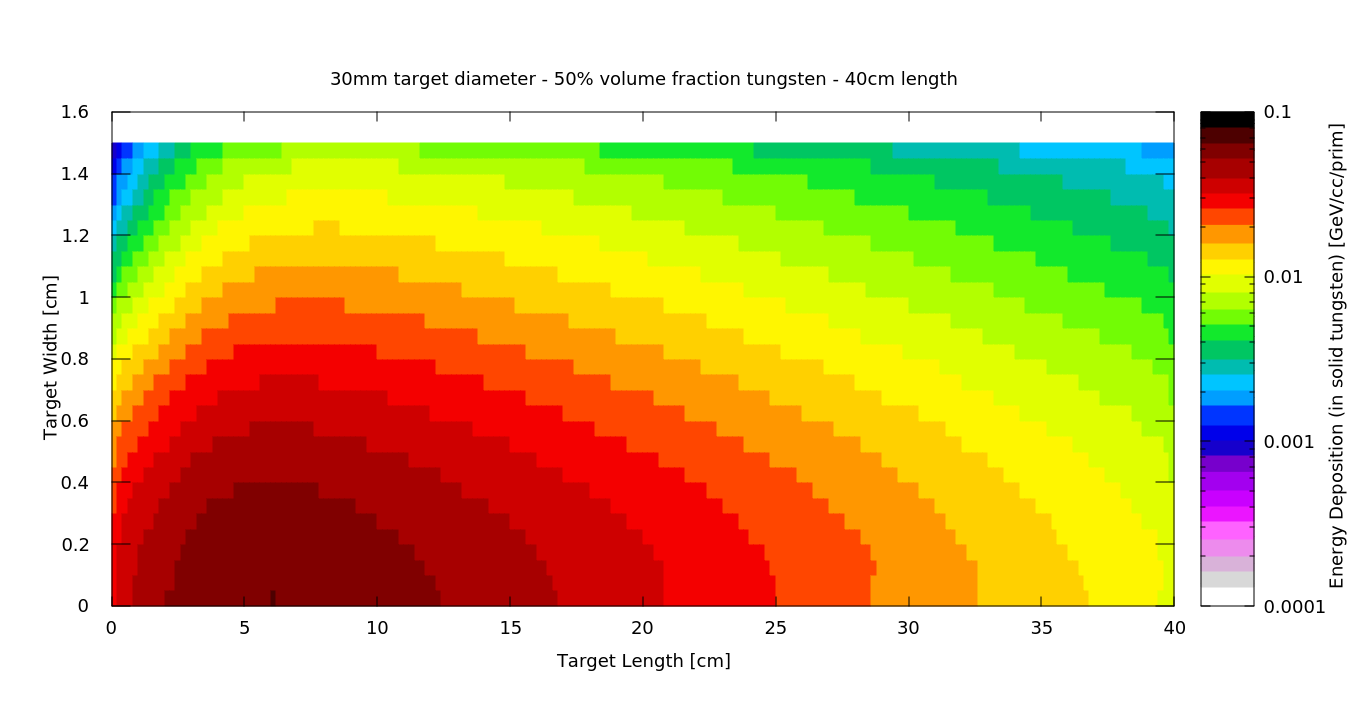 30mm target diameter - 50% volume fraction tungsten - 40cm length
1.6
1.4
1.2
1
0.8
0.6
0.4
0.2
0
Target Width [cm]
0 5 10 15 20 25 30 35 40
Target Length [cm]
0.1
0.01
0.001
0.0001
Energy Deposition (in solid tungsten) [GeV/cc/prim]